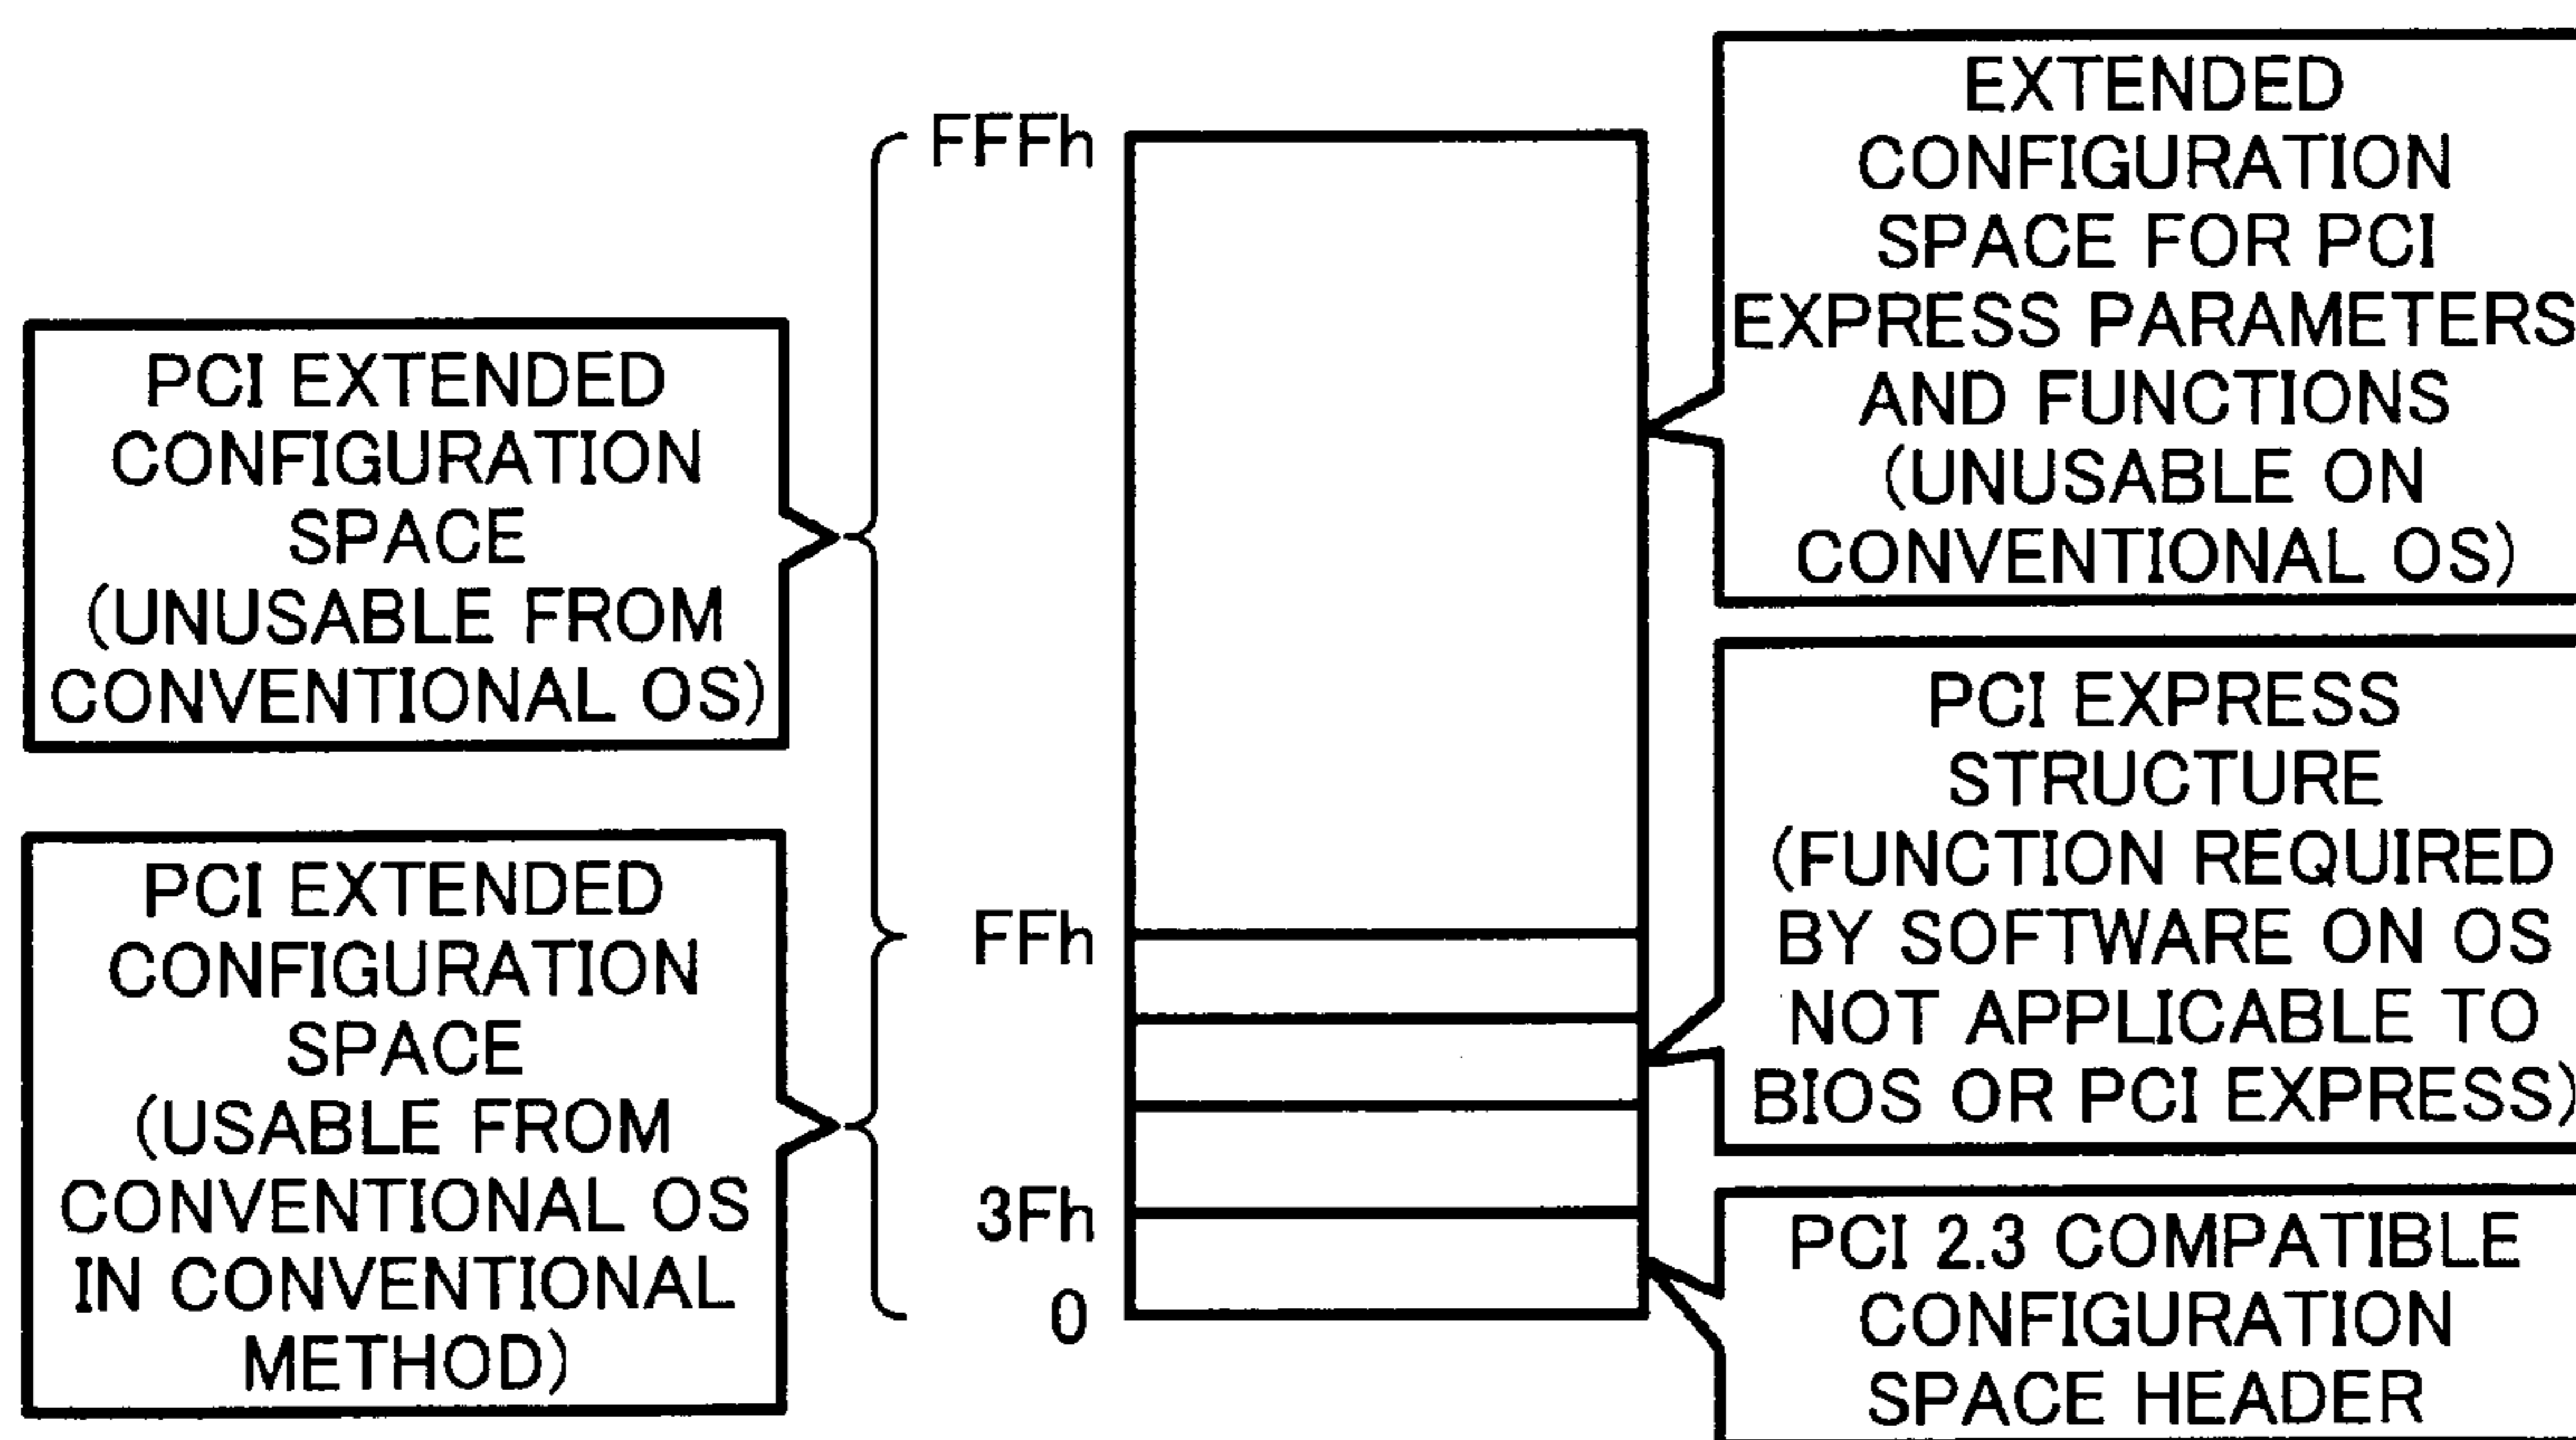 PCI EXTENDED
CONFIGURATION
SPACE
(UNUSABLE FROM
CONVENTIONAL OS)
PCI EXTENDED
CONFIGURATION
SPACE
(USABLE FROM
CONVENTIONAL OS
IN CONVENTIONAL
METHOD)
FFFh
FFh
3Fh
0
EXTENDED
CONFIGURATION
SPACE FOR PCI
EXPRESS PARAMETERS
AND FUNCTIONS
(UNUSABLE ON
CONVENTIONAL OS)
PCI EXPRESS
STRUCTURE
(FUNCTION REQUIRED
BY SOFTWARE ON OS
NOT APPLICABLE TO
BIOS OR PCI EXPRESS)
PCI 2.3 COMPATIBLE
CONFIGURATION
SPACE HEADER